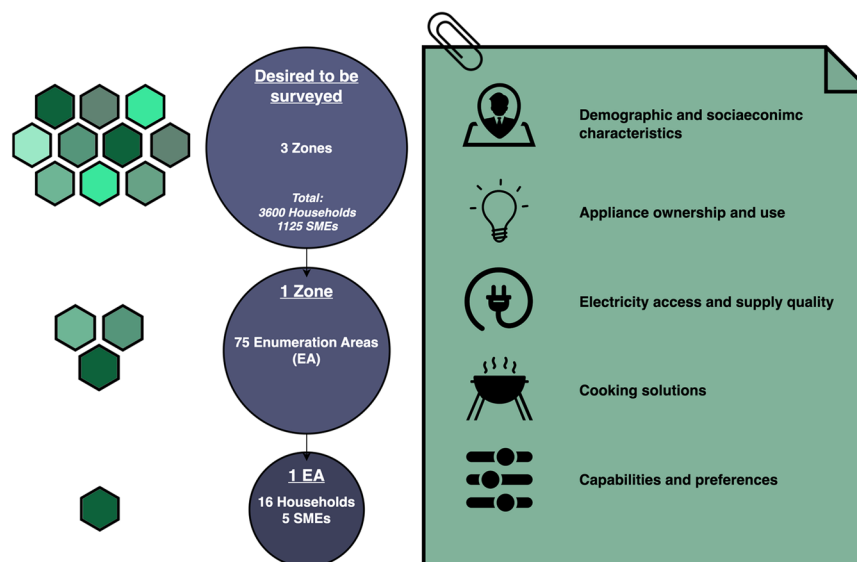 Desired to be
surveyed
3 Zones
Total:
3600 Households
1125 SMEs
1 Zone
75 Enumeration Areas
(EA)
1 EA
16 Households
5 SMEs
Demographic and sociaeconimc
characteristics
Appliance ownership and use
Electricity access and supply quality
Cooking solutions
Capabilities and preferences